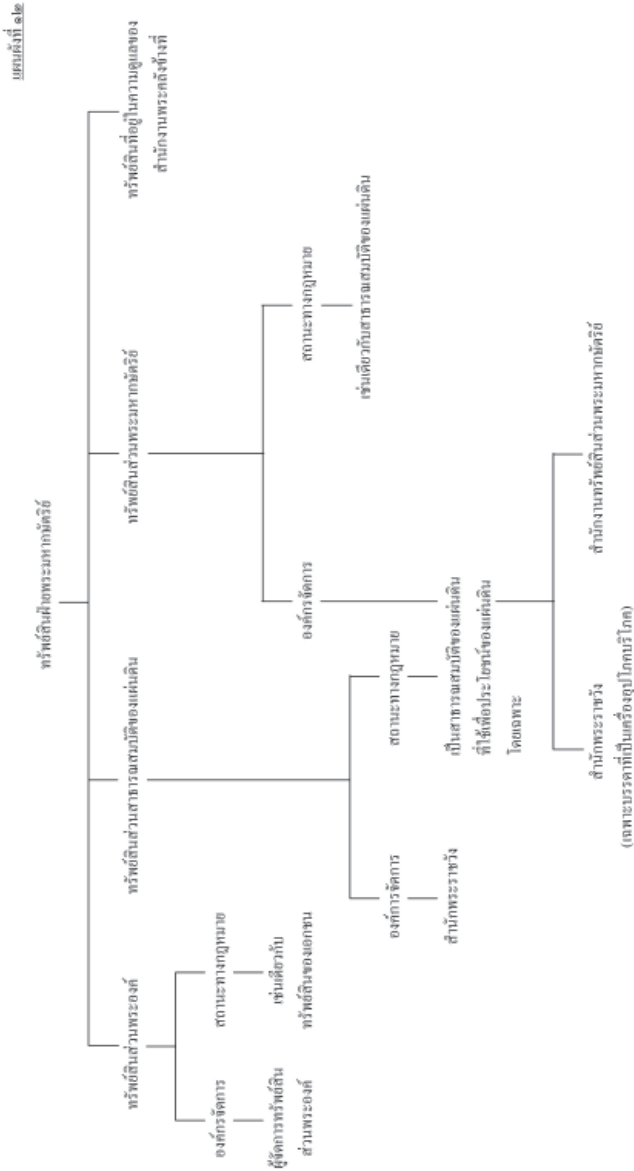 แผนผังที่ ๑๒
ทรัพย์สินฝ่ายพระมหากษัตริย์
ทรัพย์สินส่วนพระองค์
ทรัพย์สินส่วนสาธารณสมบัติของแผ่นดิน
ทรัพย์สินส่วนพระมหากษัตริย์
ทรัพย์สินที่อยู่ในความดูแลของ
สำนักงานพระคลังข้างที่
องค์กรจัดการ
สถานะทางกฎหมาย
ผู้จัดการทรัพย์สิน
ส่วนพระองค์
เช่นเดียวกับ
ทรัพย์สินของเอกชน
องค์การจัดการ
สถานะทางกฎหมาย
สำนักพระราชวัง
เป็นสาธารณสมบัติของแผ่นดิน
ที่ใช้เพื่อประโยชน์ของแผ่นดิน
โดยเฉพาะ
องค์กรจัดการ
สถานะทางกฎหมาย
เช่นเดียวกับสาธารณสมบัติของแผ่นดิน
สำนักพระราชวัง
(เฉพาะบรรดาที่เป็นเครื่องอุปโภคบริโภค)
สำนักงานทรัพย์สินส่วนพระมหากษัตริย์